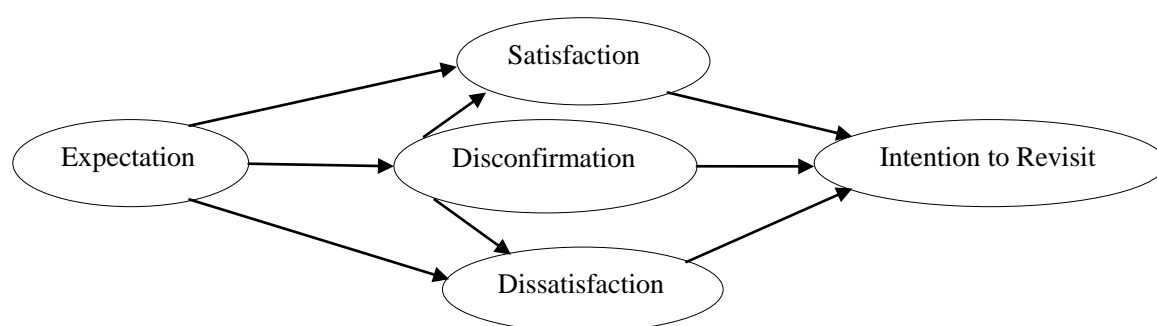 Satisfaction
Expectation
Disconfirmation
Intention to Revisit
Dissatisfaction